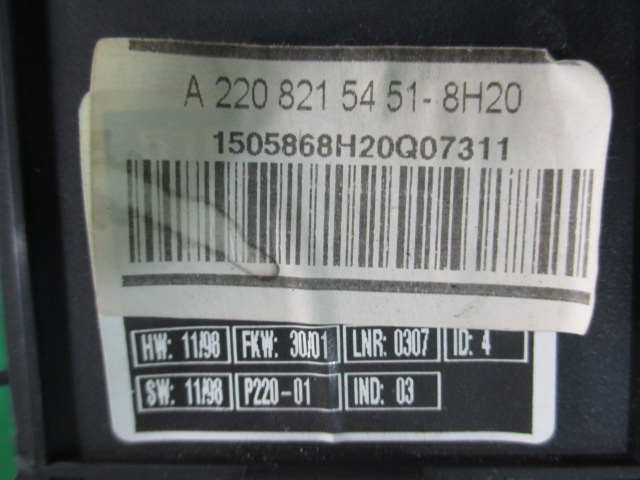 A 220 821 54 51-8H20
1505868H20Q07311
HW: 11/98 FKW: 30/01 LNR: 0307 ID: 4
SW: 11/98 P220-01 IND: 03